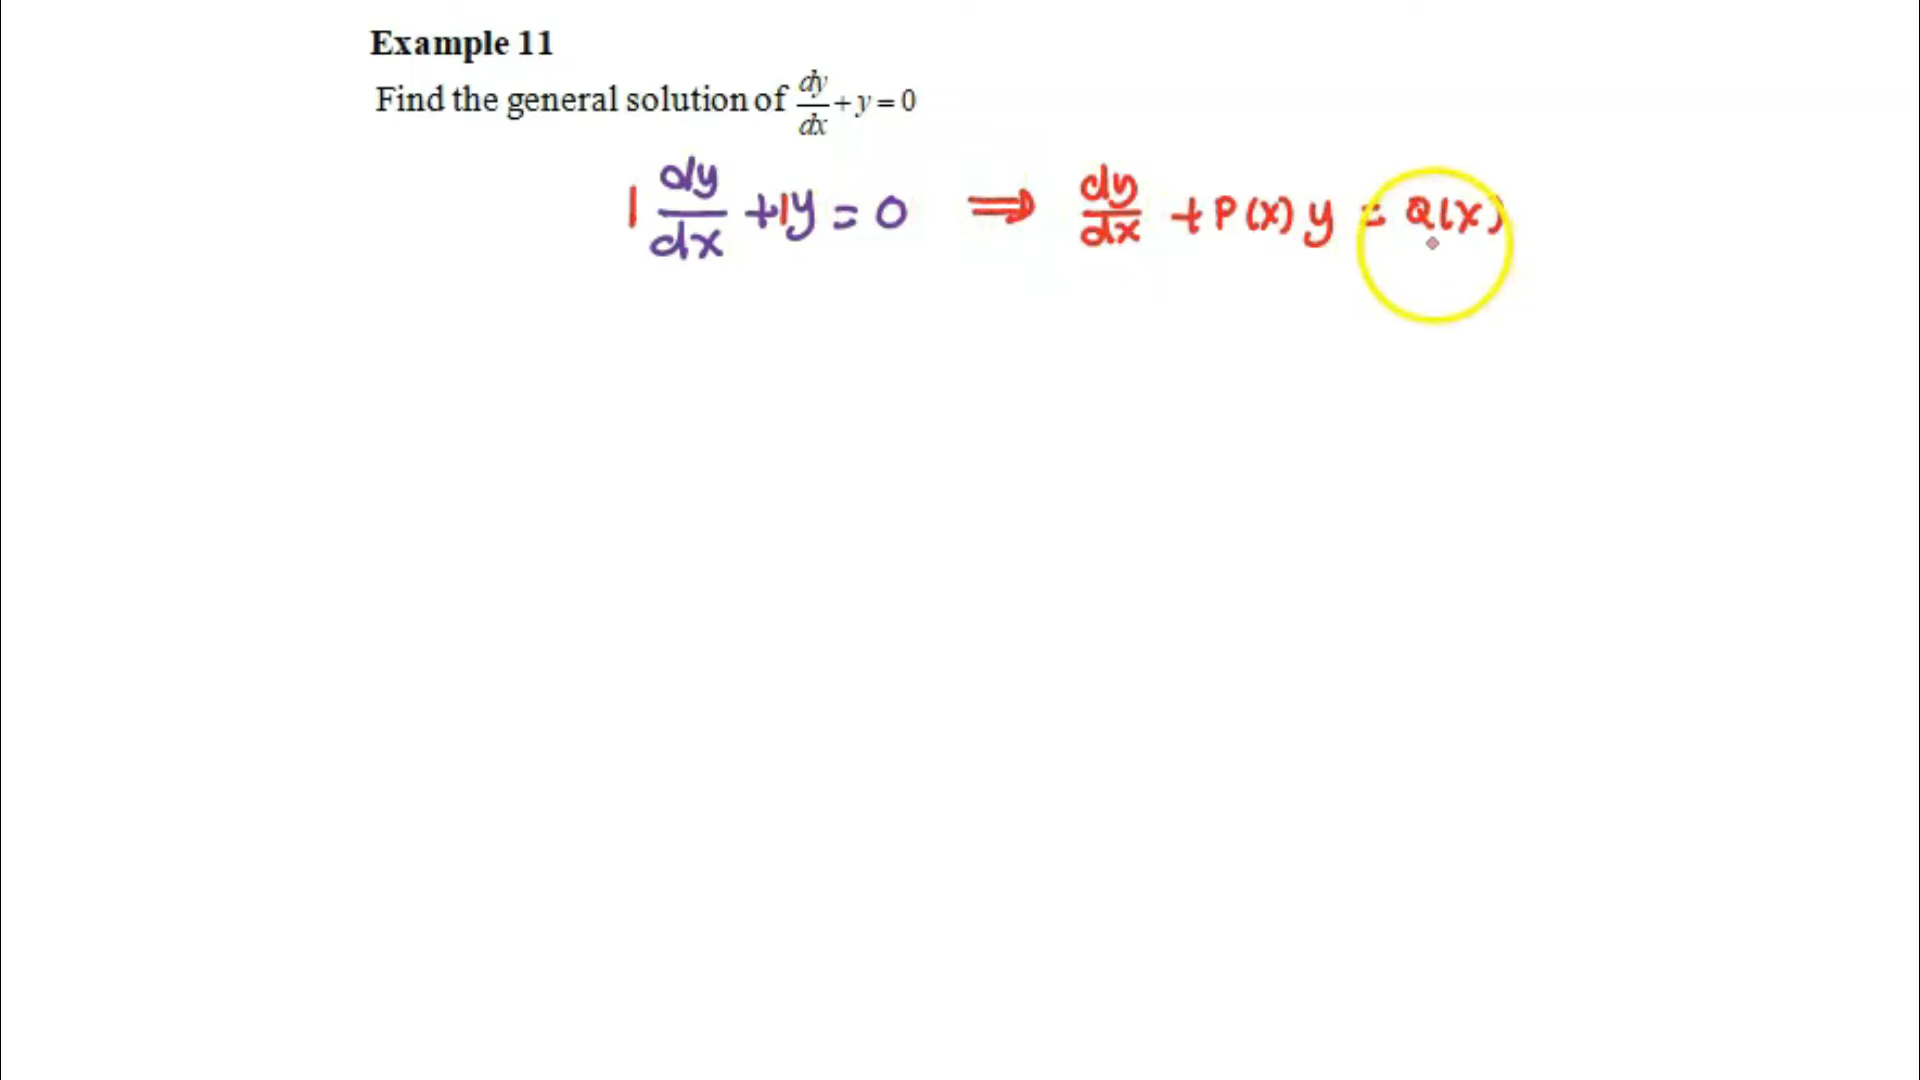 Example 11
Find the general solution of dy/dx + y = 0
1 dy/dx + 1y = 0 ⇒ dy/dx + P(x) y = Q(x)